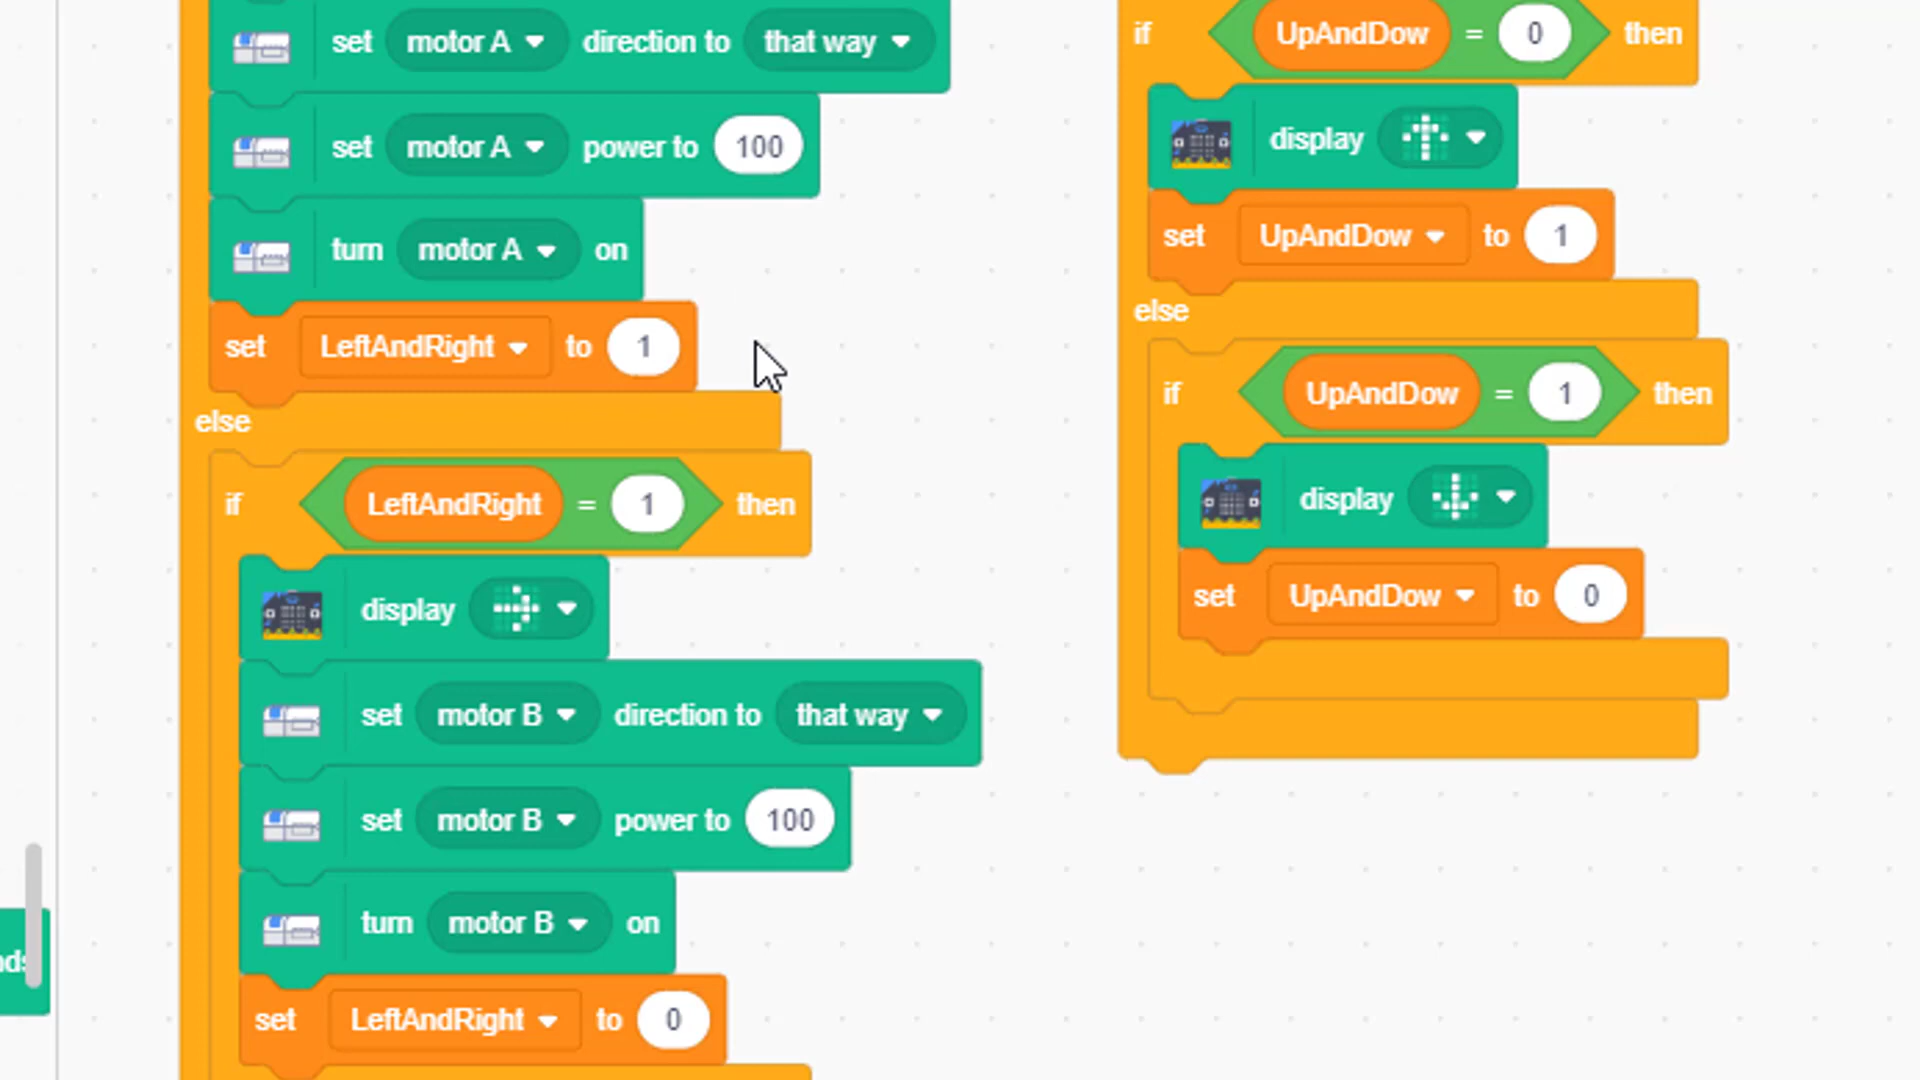 set motor A direction to that way
set motor A power to 100
turn motor A on
set LeftAndRight to 1
else
if LeftAndRight = 1 then
display
set motor B direction to that way
set motor B power to 100
turn motor B on
set LeftAndRight to 0
if UpAndDow = 0 then
display
set UpAndDow to 1
else
if UpAndDow = 1 then
display
set UpAndDow to 0